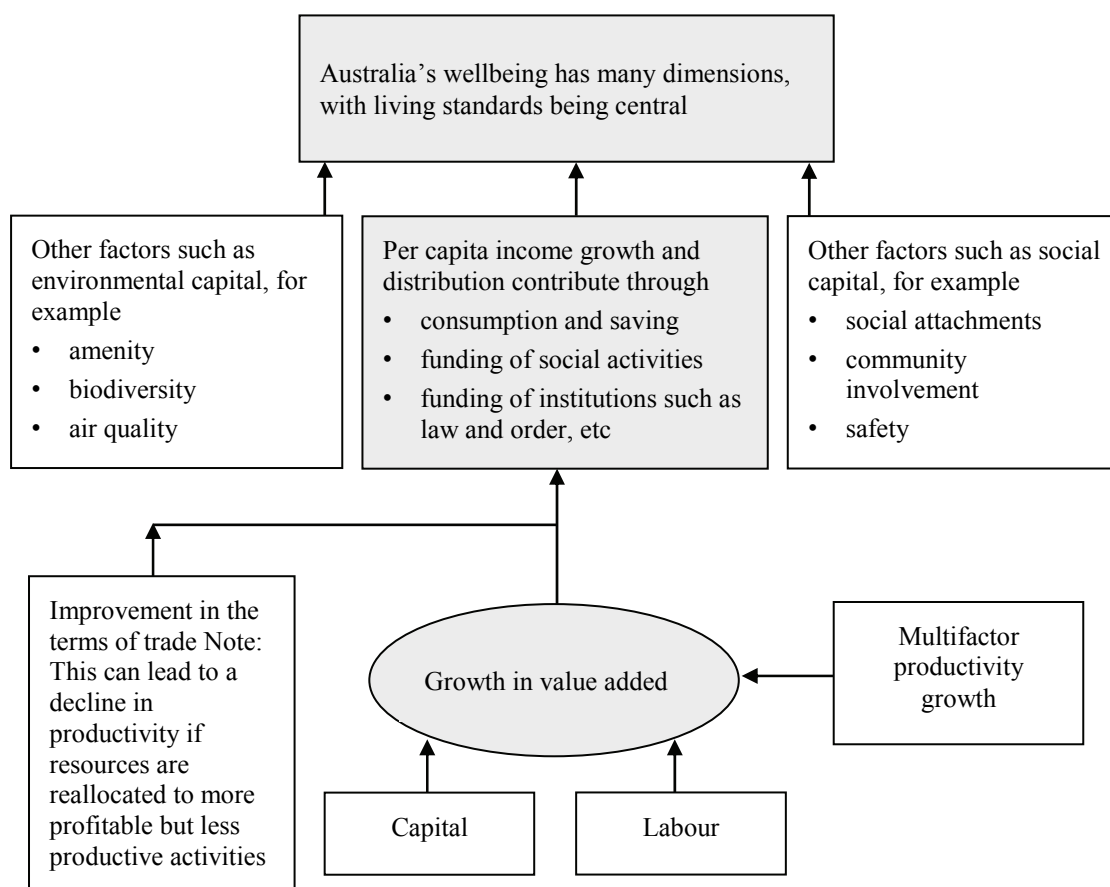 Australia’s wellbeing has many dimensions,
with living standards being central
Other factors such as
environmental capital, for
example
• amenity
• biodiversity
• air quality
Per capita income growth and
distribution contribute through
• consumption and saving
• funding of social activities
• funding of institutions such as
law and order, etc
Other factors such as social
capital, for example
• social attachments
• community
involvement
• safety
Improvement in the
terms of trade Note:
This can lead to a
decline in
productivity if
resources are
reallocated to more
profitable but less
productive activities
Growth in value added
Multifactor
productivity
growth
Capital
Labour